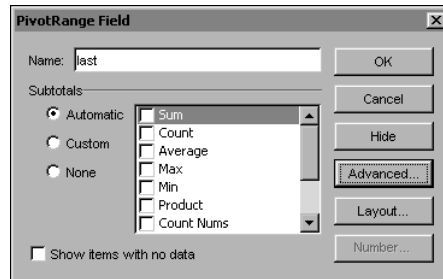 PivotRange Field
Name: last
OK
Subtotals
Cancel
Automatic
Custom
None
Sum
Count
Average
Max
Min
Product
Count Nums
Hide
Advanced...
Layout...
Number...
Show items with no data